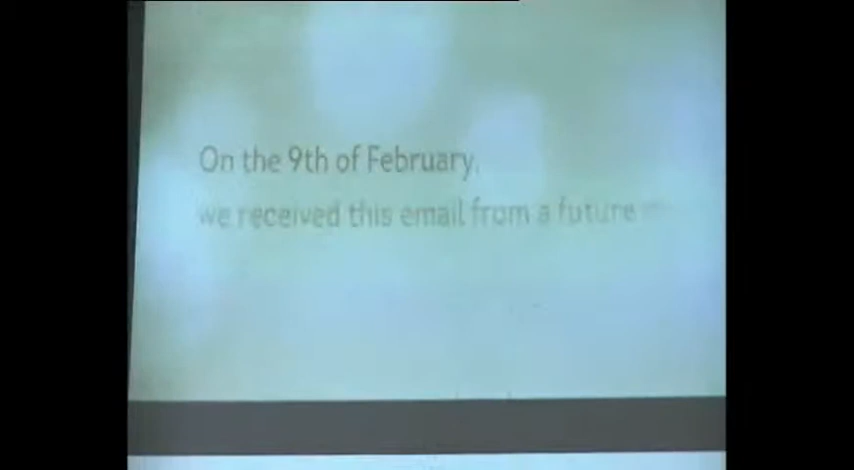 On the 9th of February,
we received this email from a future